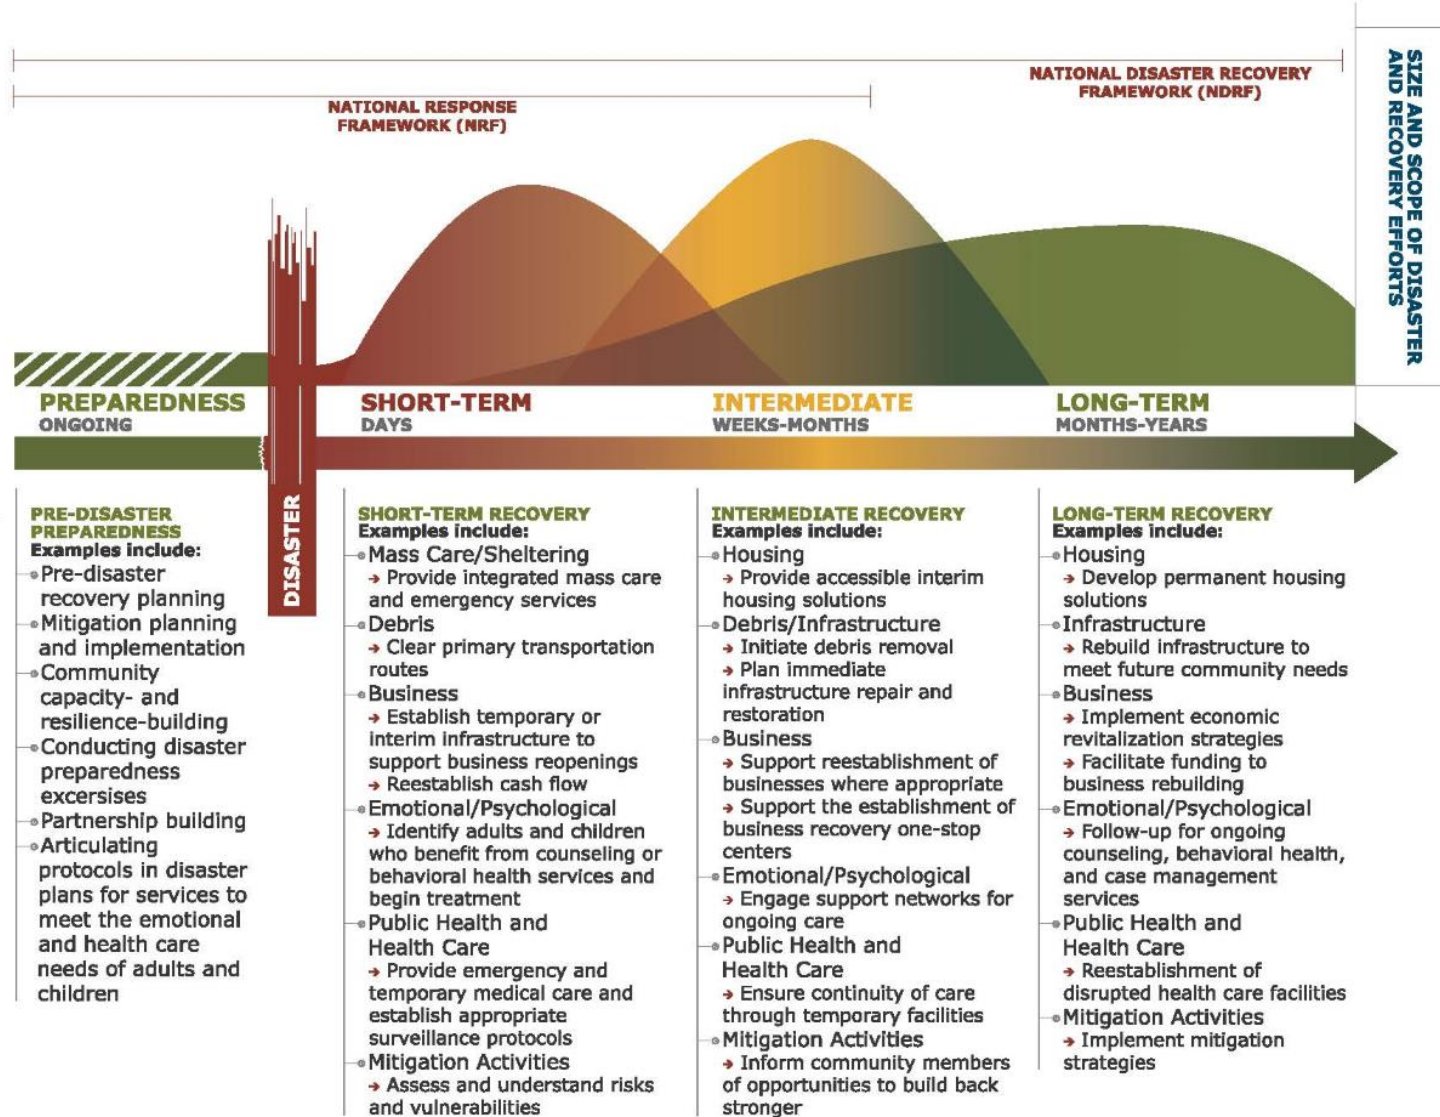 SIZE AND SCOPE OF DISASTER
AND RECOVERY EFFORTS
NATIONAL DISASTER RECOVERY
FRAMEWORK (NDRF)
NATIONAL RESPONSE
FRAMEWORK (NRF)
PREPAREDNESS
ONGOING
SHORT-TERM
DAYS
INTERMEDIATE
WEEKS-MONTHS
LONG-TERM
MONTHS-YEARS
DISASTER
PRE-DISASTER
PREPAREDNESS
Examples include:
Pre-disaster
recovery planning
Mitigation planning
and implementation
Community
capacity- and
resilience-building
Conducting disaster
preparedness
excersises
Partnership building
Articulating
protocols in disaster
plans for services to
meet the emotional
and health care
needs of adults and
children
SHORT-TERM RECOVERY
Examples include:
Mass Care/Sheltering
→ Provide integrated mass care
and emergency services
Debris
→ Clear primary transportation
routes
Business
→ Establish temporary or
interim infrastructure to
support business reopenings
→ Reestablish cash flow
Emotional/Psychological
→ Identify adults and children
who benefit from counseling or
behavioral health services and
begin treatment
Public Health and
Health Care
→ Provide emergency and
temporary medical care and
establish appropriate
surveillance protocols
Mitigation Activities
→ Assess and understand risks
and vulnerabilities
INTERMEDIATE RECOVERY
Examples include:
Housing
→ Provide accessible interim
housing solutions
Debris/Infrastructure
→ Initiate debris removal
→ Plan immediate
infrastructure repair and
restoration
Business
→ Support reestablishment of
businesses where appropriate
→ Support the establishment of
business recovery one-stop
centers
Emotional/Psychological
→ Engage support networks for
ongoing care
Public Health and
Health Care
→ Ensure continuity of care
through temporary facilities
Mitigation Activities
→ Inform community members
of opportunities to build back
stronger
LONG-TERM RECOVERY
Examples include:
Housing
→ Develop permanent housing
solutions
Infrastructure
→ Rebuild infrastructure to
meet future community needs
Business
→ Implement economic
revitalization strategies
→ Facilitate funding to
business rebuilding
Emotional/Psychological
→ Follow-up for ongoing
counseling, behavioral health,
and case management
services
Public Health and
Health Care
→ Reestablishment of
disrupted health care facilities
Mitigation Activities
→ Implement mitigation
strategies